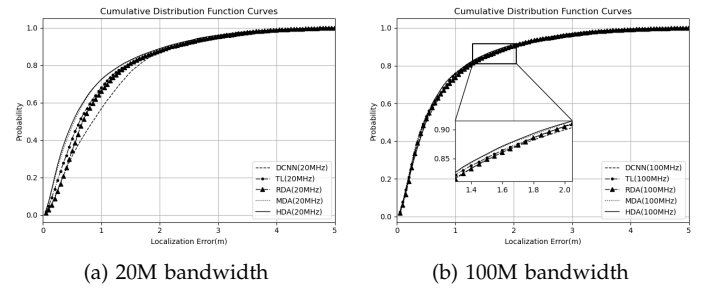 Cumulative Distribution Function Curves
1.0
0.8
0.6
0.4
0.2
0.0
Probability
0
1
2
3
4
5
Localization Error(m)
DCNN(20MHz)
TL(20MHz)
RDA(20MHz)
MDA(20MHz)
HDA(20MHz)
(a) 20M bandwidth
Cumulative Distribution Function Curves
1.0
0.8
0.6
0.4
0.2
0.0
Probability
0.90
0.85
1.4
1.6
1.8
2.0
0
1
2
3
4
5
Localization Error(m)
DCNN(100MHz)
TL(100MHz)
RDA(100MHz)
MDA(100MHz)
HDA(100MHz)
(b) 100M bandwidth